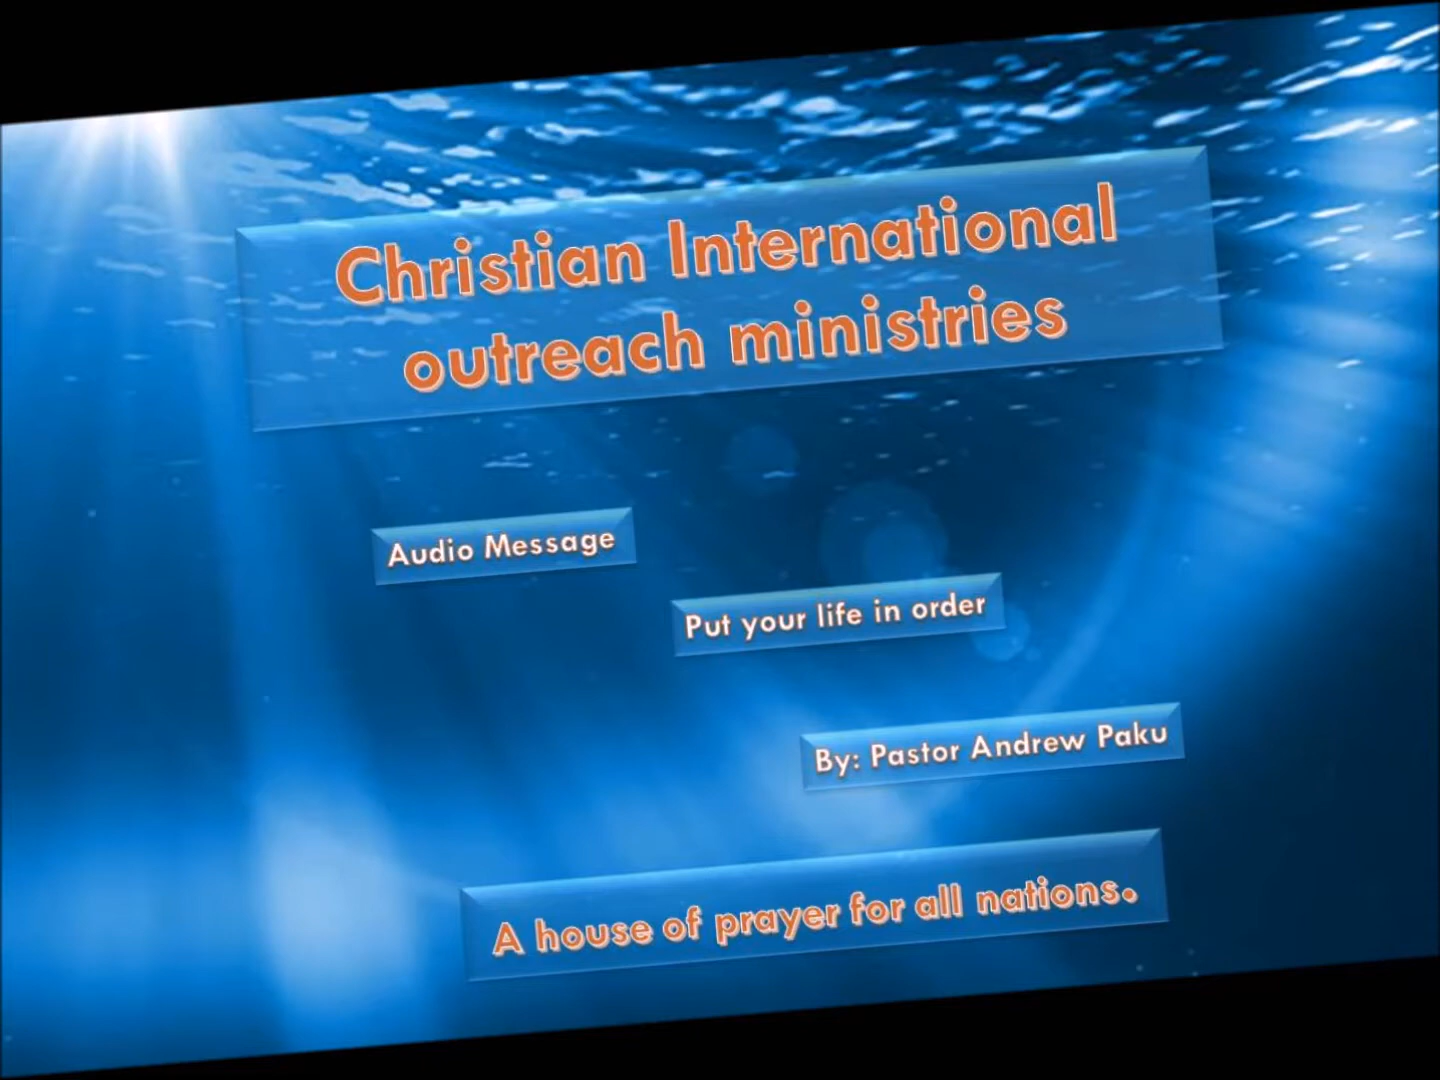 Christian International
outreach ministries
Audio Message
Put your life in order
By: Pastor Andrew Paku
A house of prayer for all nations.